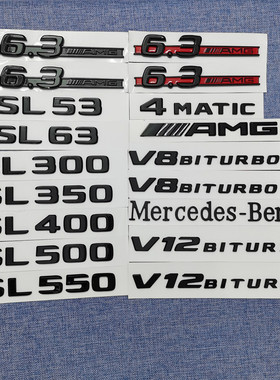 6.3 AMG
6.3 AMG
SL 53
SL 63
SL 300
SL 350
SL 400
SL 500
SL 550
6.3 AMG
6.3 AMG
4 MATIC
AMG
V8 BITURBO
V8 BITURBO
Mercedes-Ben
V12 BITUR
V12 BITUR